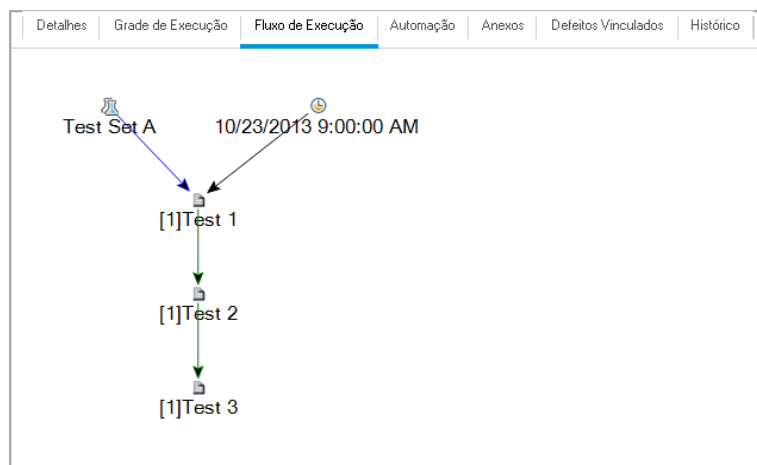 Detalhes Grade de Execução Fluxo de Execução Automação Anexos Defeitos Vinculados Histórico
Test Set A 10/23/2013 9:00:00 AM
[1]Test 1
[1]Test 2
[1]Test 3